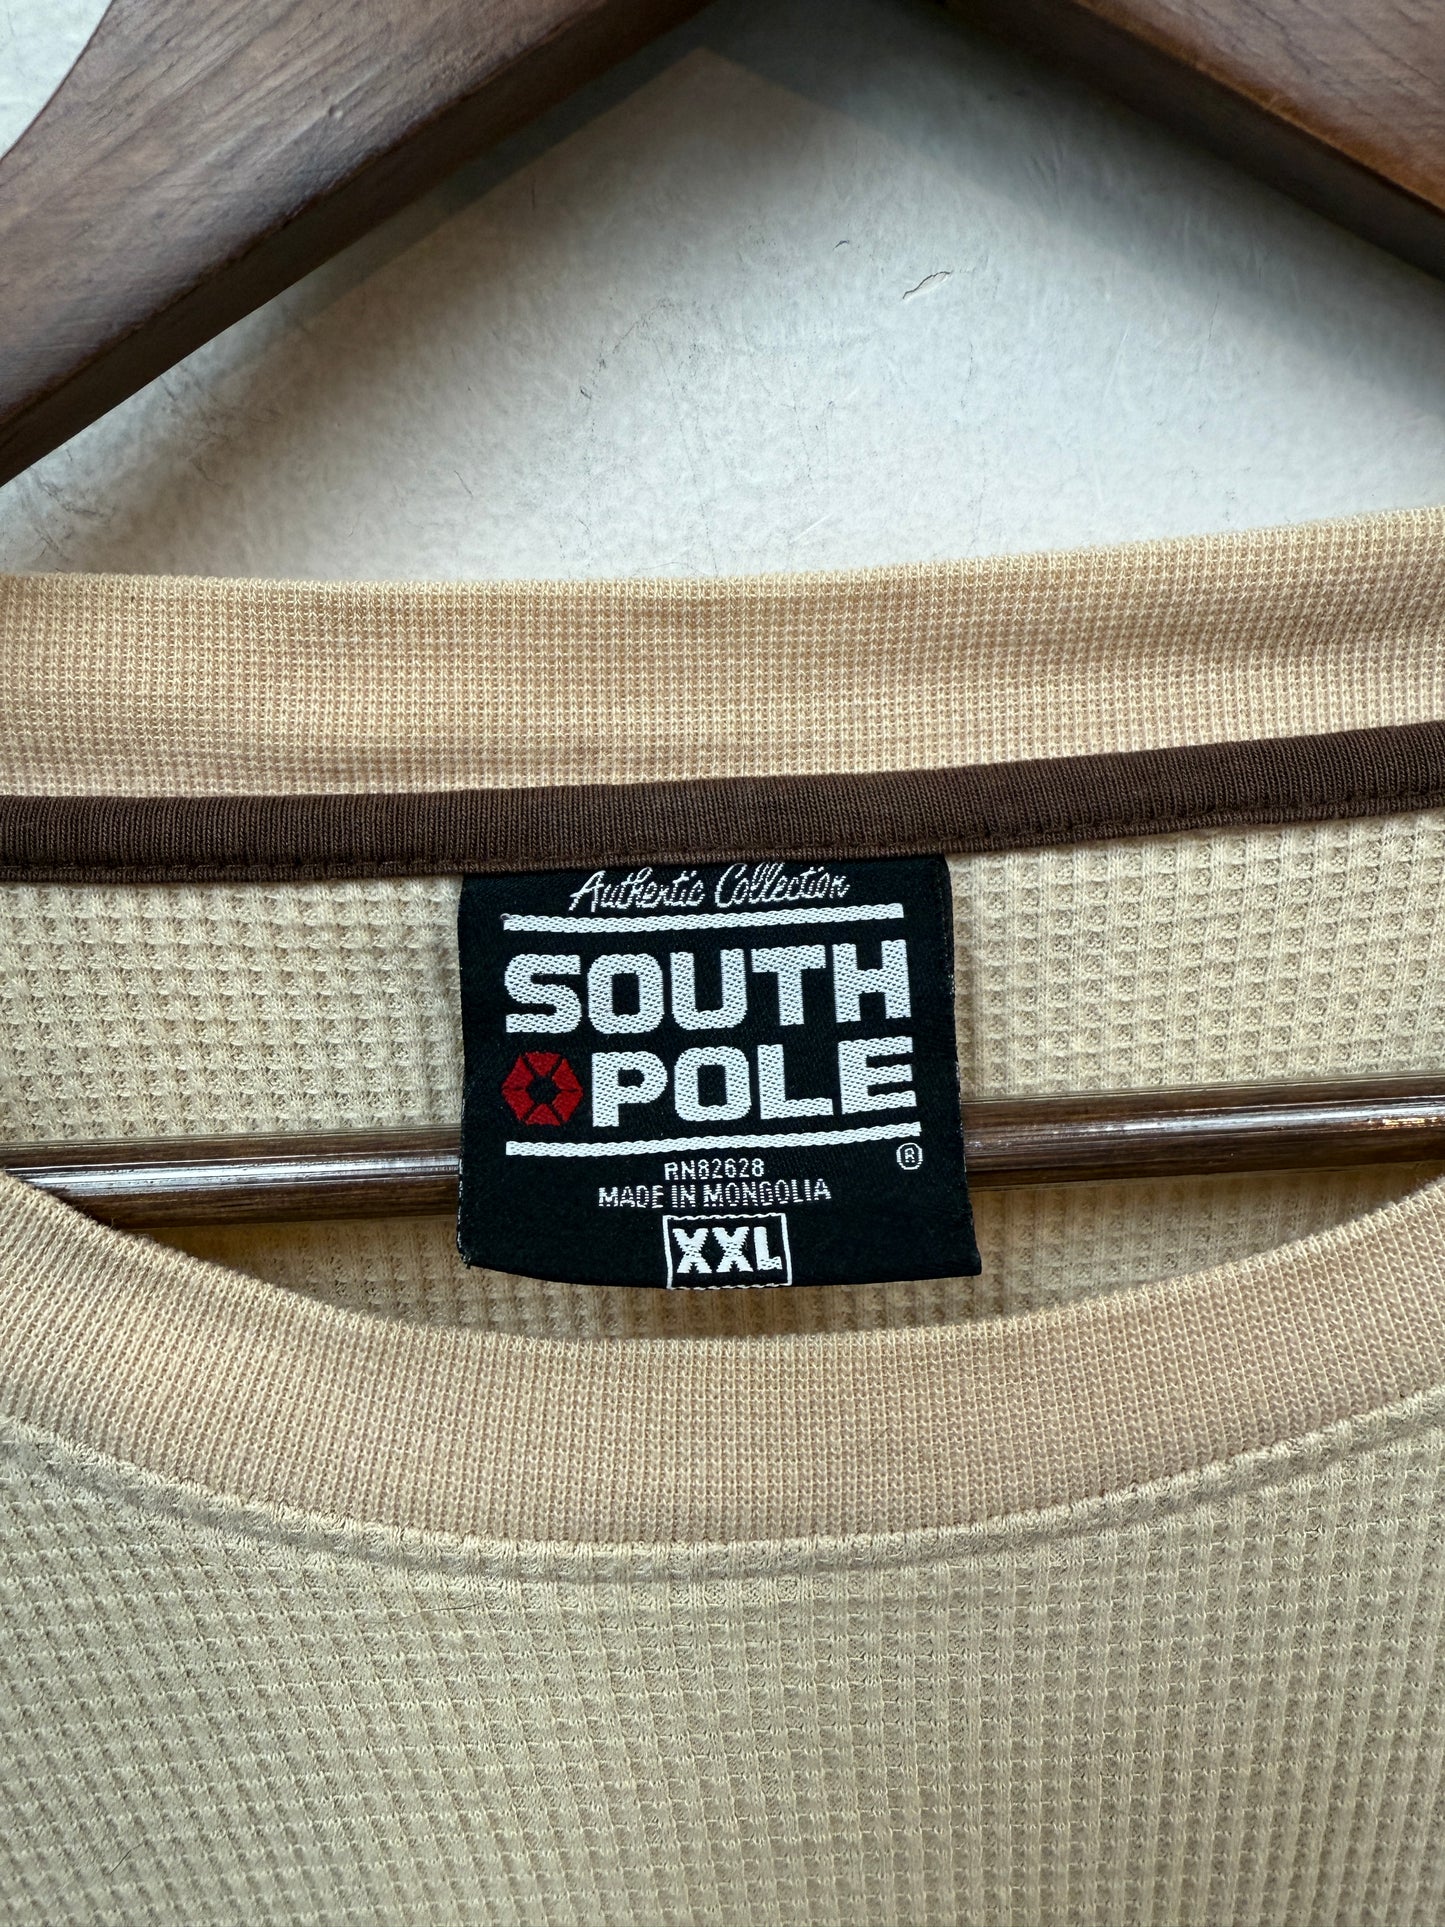 Authentic Collection
SOUTH
POLE
®
RN82628
MADE IN MONGOLIA
XXL